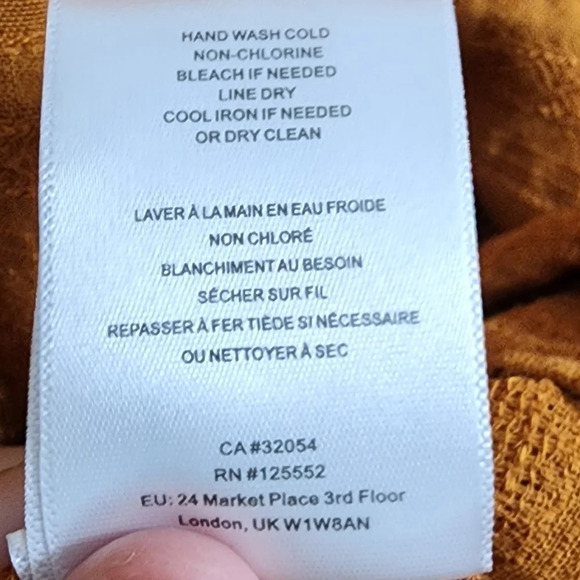 HAND WASH COLD
NON-CHLORINE
BLEACH IF NEEDED
LINE DRY
COOL IRON IF NEEDED
OR DRY CLEAN
LAVER À LA MAIN EN EAU FROIDE
NON CHLORÉ
BLANCHIMENT AU BESOIN
SÉCHER SUR FIL
REPASSER À FER TIÈDE SI NÉCESSAIRE
OU NETTOYER À SEC
CA #32054
RN #125552
EU: 24 Market Place 3rd Floor
London, UK W1W8AN